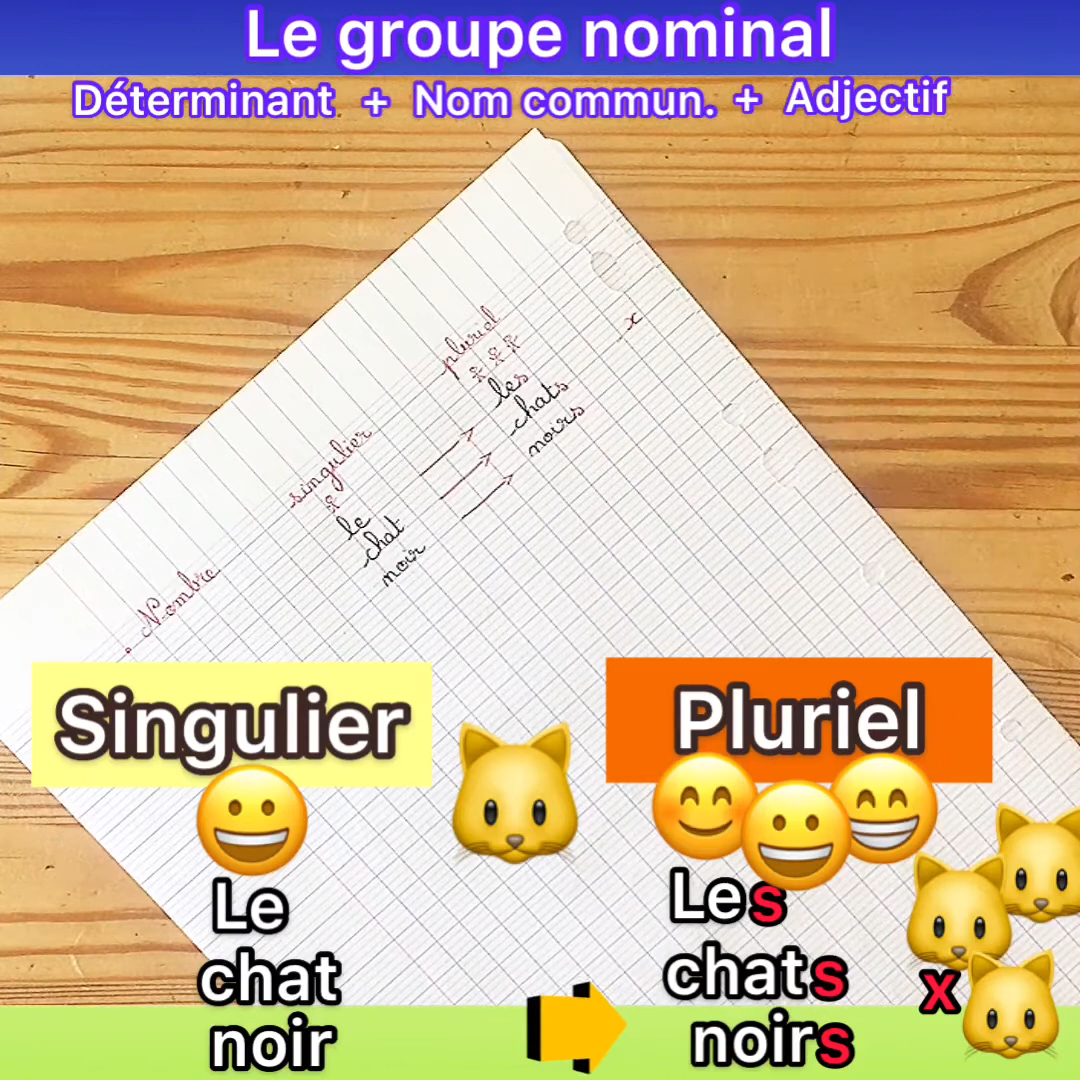 Le groupe nominal
Déterminant + Nom commun. + Adjectif
Nombre
singulier
le
chat
noir
pluriel
les
chats
noirs
x
Singulier
Le
chat
noir
Pluriel
Les
chats
noirs
x